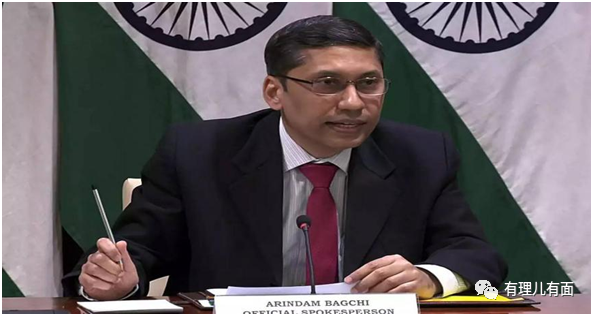 ARINDAM BAGCHI
OFFICIAL SPOKESPERSON
有理儿有面